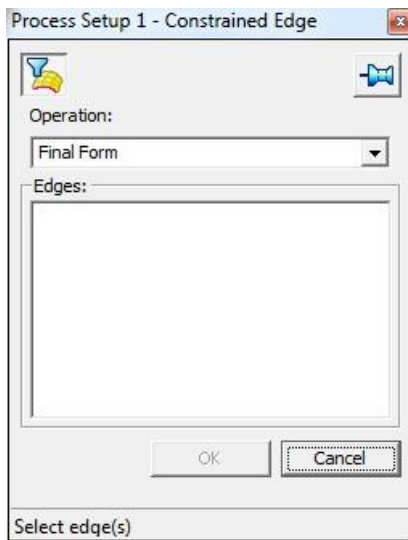 Process Setup 1 - Constrained Edge
Operation:
Final Form
Edges:
OK
Cancel
Select edge(s)